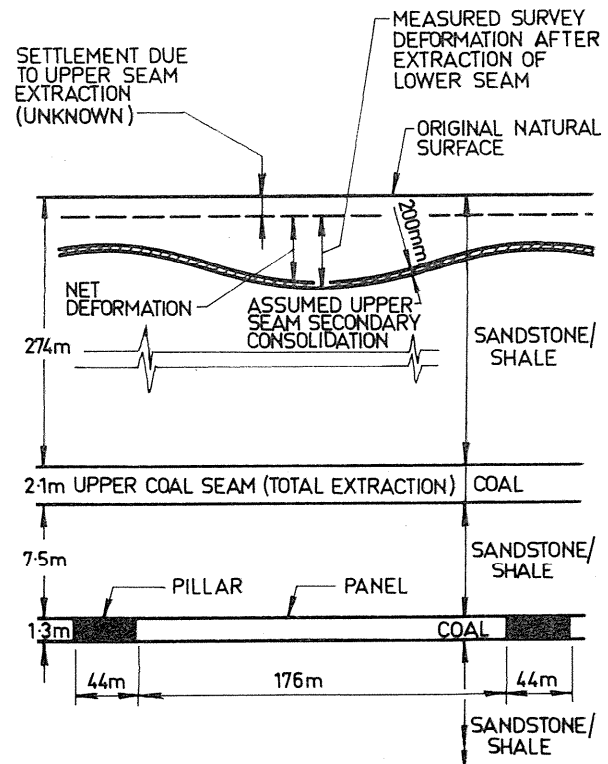 MEASURED SURVEY
DEFORMATION AFTER
EXTRACTION OF
LOWER SEAM
SETTLEMENT DUE
TO UPPER SEAM
EXTRACTION
(UNKNOWN)
ORIGINAL NATURAL
SURFACE
200mm
NET
DEFORMATION
ASSUMED UPPER-
SEAM SECONDARY
CONSOLIDATION
SANDSTONE/
SHALE
274m
2·1m UPPER COAL SEAM (TOTAL EXTRACTION) COAL
7·5m
SANDSTONE/
SHALE
PILLAR
PANEL
1·3m
COAL
44m
176m
44m
SANDSTONE/
SHALE